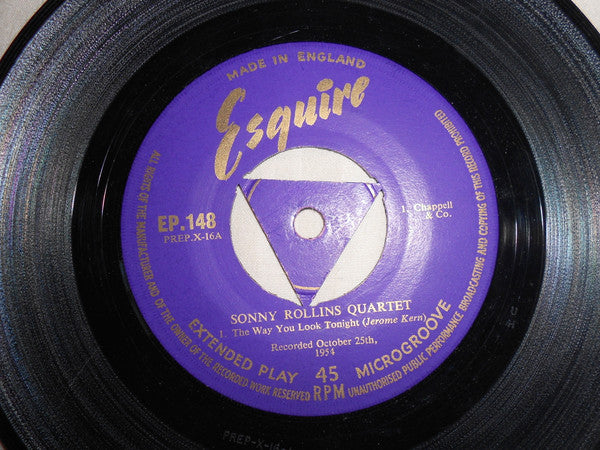 MADE IN ENGLAND
Esquire
EP.148
PREP.X-16A
1. Chappell
& Co.
SONNY ROLLINS QUARTET
1. The Way You Look Tonight (Jerome Kern)
Recorded October 25th,
1954
EXTENDED PLAY 45 RPM MICROGROOVE
ALL RIGHTS OF THE MANUFACTURER AND OF THE OWNER OF THE RECORDED WORK RESERVED
UNAUTHORISED PUBLIC PERFORMANCE BROADCASTING AND COPYING OF THIS RECORD PROHIBITED